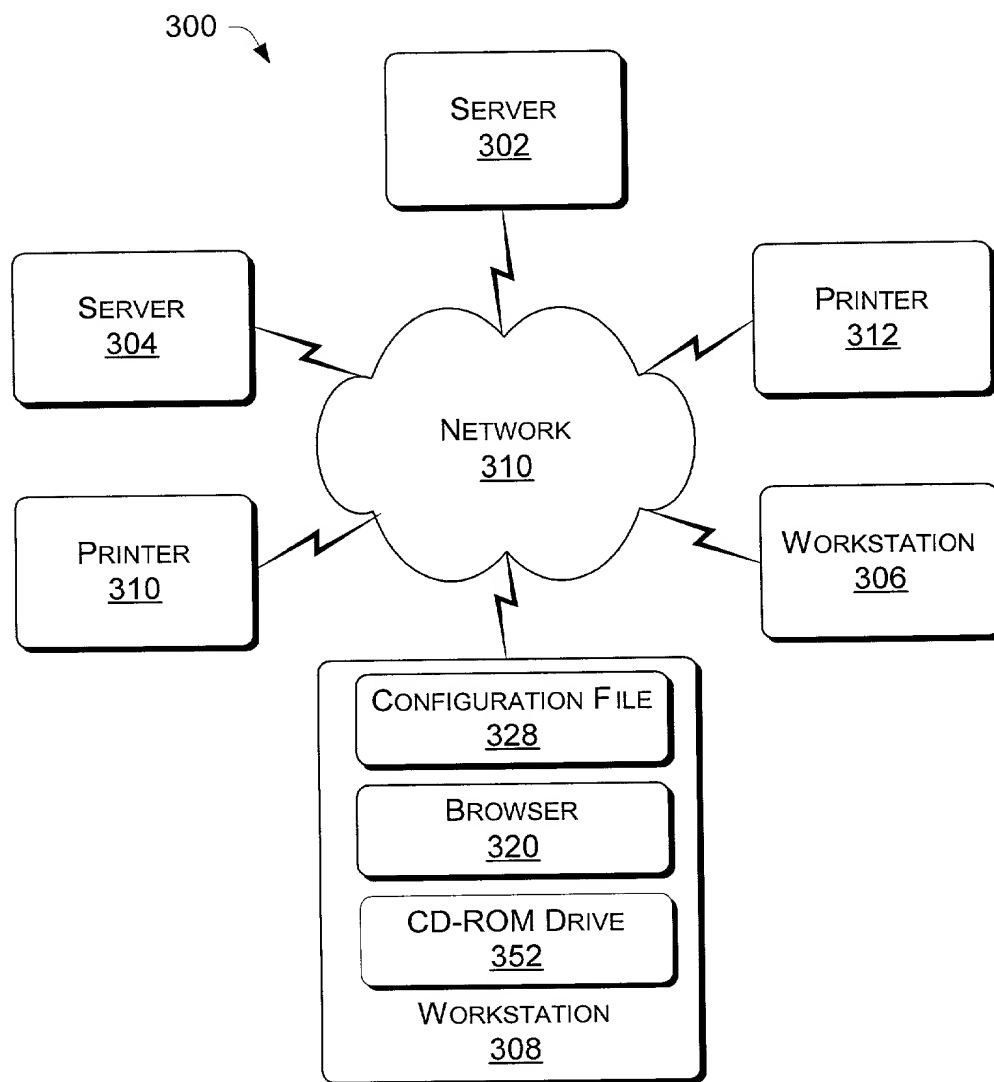 300
SERVER
302
SERVER
304
PRINTER
312
NETWORK
310
PRINTER
310
WORKSTATION
306
CONFIGURATION FILE
328
BROWSER
320
CD-ROM DRIVE
352
WORKSTATION
308